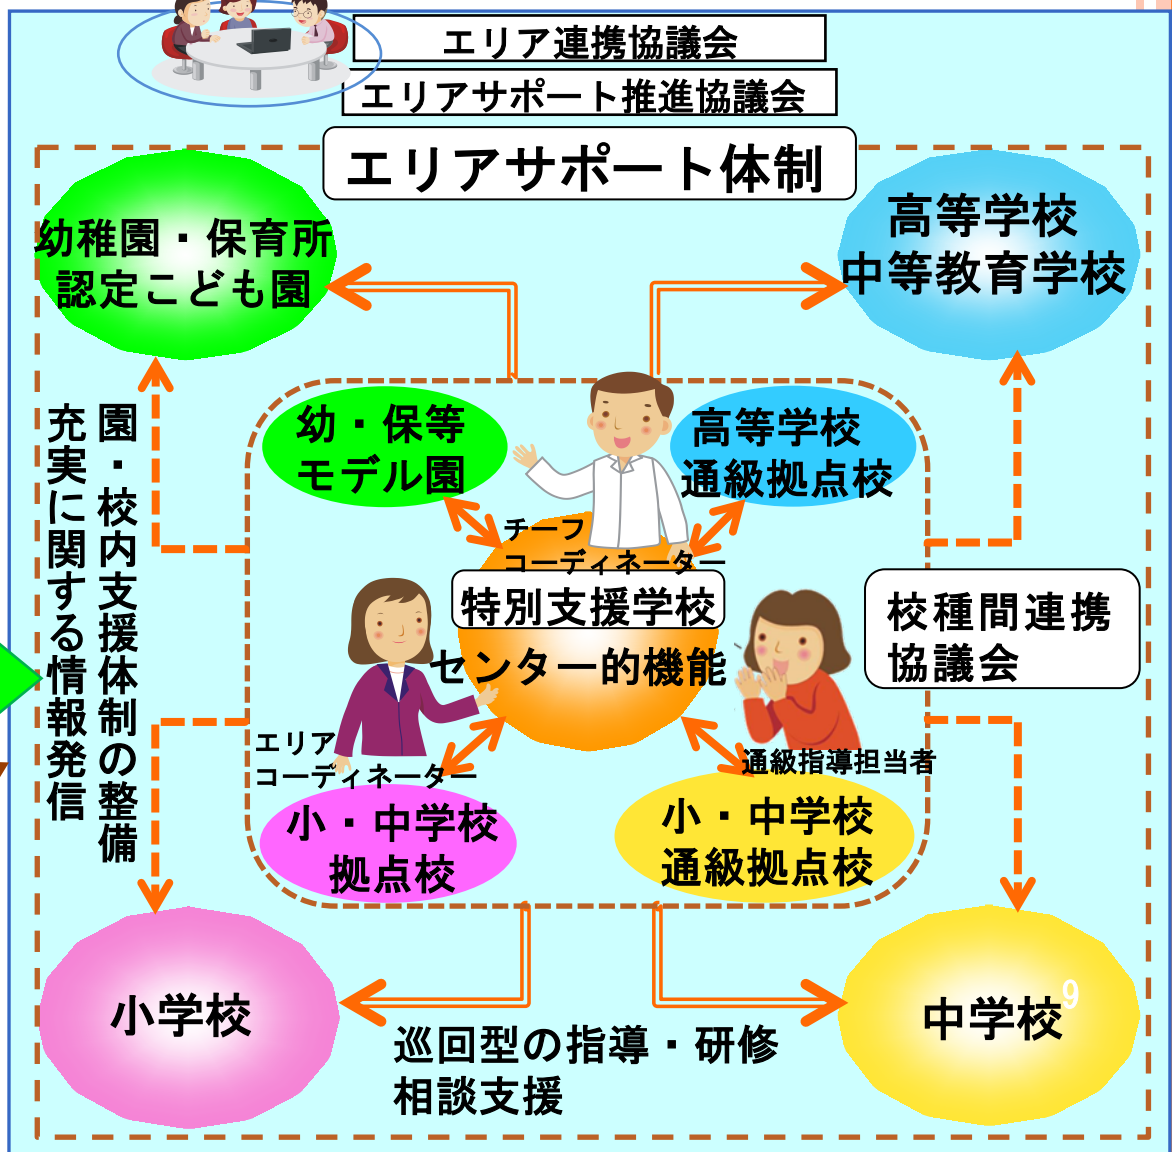 エリア連携協議会
エリアサポート推進協議会
エリアサポート体制
幼稚園・保育所
認定こども園
高等学校
中等教育学校
幼・保等
モデル園
高等学校
通級拠点校
チーフ
コーディネーター
特別支援学校
センター的機能
園・校内支援体制の整備
充実に関する情報発信
校種間連携
協議会
エリア
コーディネーター
通級指導担当者
小・中学校
拠点校
小・中学校
通級拠点校
小学校
中学校
9
巡回型の指導・研修
相談支援